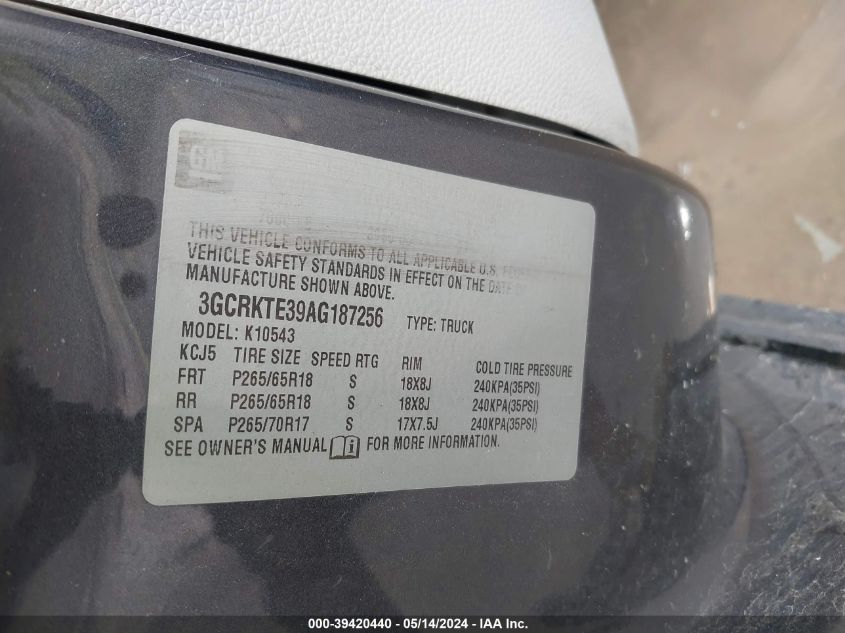 GM
THIS VEHICLE CONFORMS TO ALL APPLICABLE U.S.
VEHICLE SAFETY STANDARDS IN EFFECT ON THE DATE OF
MANUFACTURE SHOWN ABOVE.
3GCRKTE39AG187256 TYPE: TRUCK
MODEL: K10543
KCJ5 TIRE SIZE SPEED RTG RIM COLD TIRE PRESSURE
FRT P265/65R18 S 18X8J 240KPA(35PSI)
RR P265/65R18 S 18X8J 240KPA(35PSI)
SPA P265/70R17 S 17X7.5J 240KPA(35PSI)
SEE OWNER'S MANUAL FOR MORE INFORMATION.
000-39420440 - 05/14/2024 - IAA Inc.